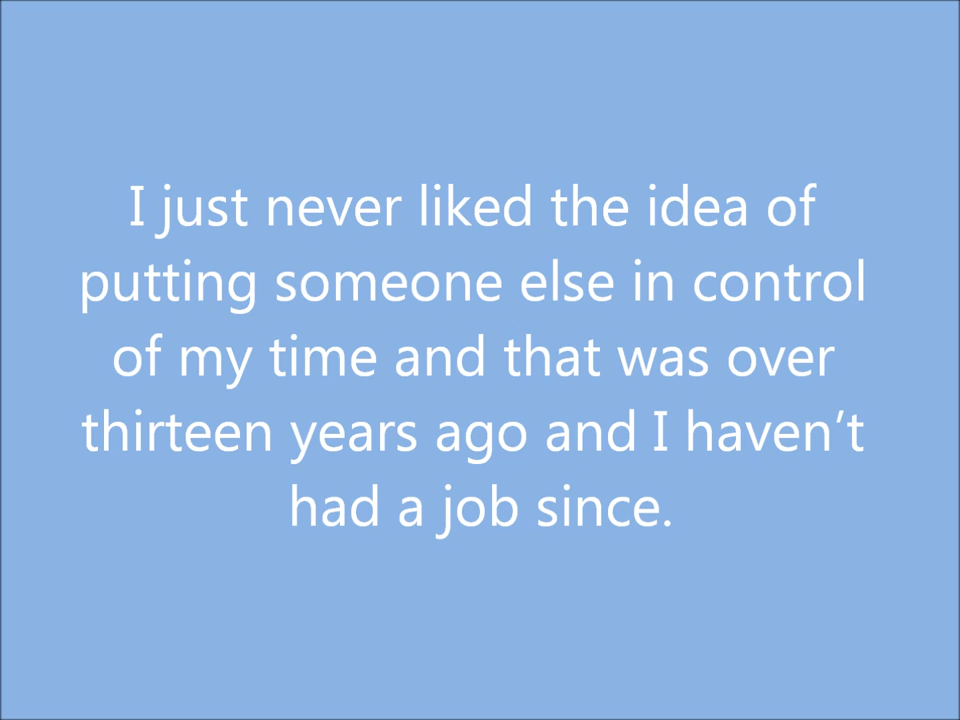 I just never liked the idea of
putting someone else in control
of my time and that was over
thirteen years ago and I haven’t
had a job since.